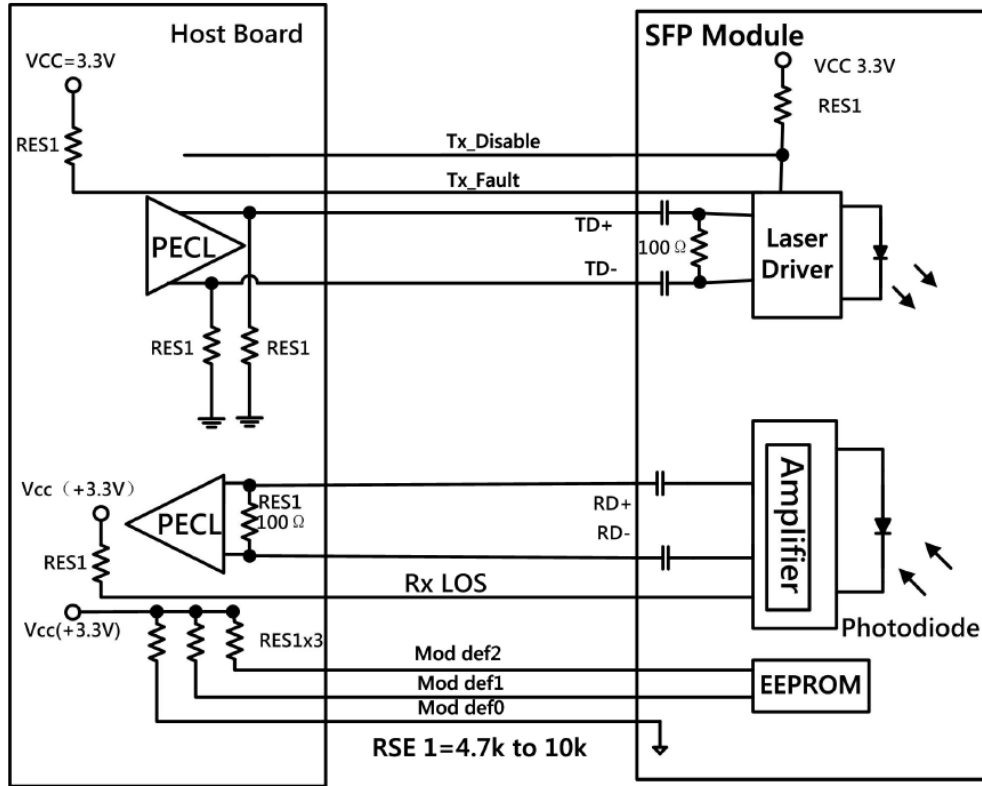 Host Board
SFP Module
VCC=3.3V
VCC 3.3V
RES1
RES1
Tx_Disable
Tx_Fault
PECL
TD+
100Ω
TD-
Laser
Driver
RES1
RES1
Vcc（+3.3V）
PECL
RES1
100Ω
RD+
RD-
Amplifier
RES1
Rx LOS
Vcc(+3.3V)
RES1x3
Photodiode
Mod def2
EEPROM
Mod def1
Mod def0
RSE 1=4.7k to 10k